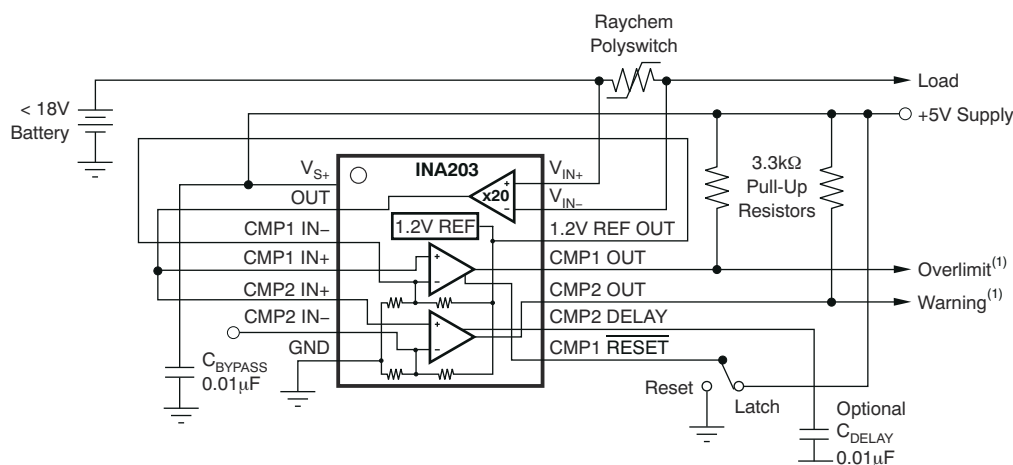 Raychem
Polyswitch
Load
< 18V
Battery
+5V Supply
INA203
V_S+
V_IN+
3.3kΩ
Pull-Up
Resistors
OUT
x20
V_IN−
1.2V REF
CMP1 IN−
1.2V REF OUT
CMP1 IN+
CMP1 OUT
Overlimit(1)
CMP2 IN+
CMP2 OUT
Warning(1)
CMP2 IN−
CMP2 DELAY
GND
CMP1 RESET
C_BYPASS
0.01μF
Reset
Latch
Optional
C_DELAY
0.01μF